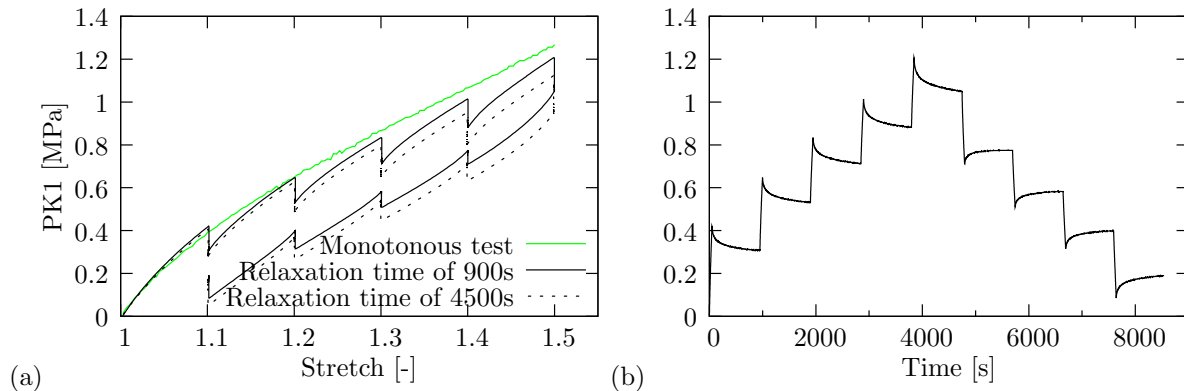 1.4
1.2
1
0.8
0.6
0.4
0.2
0
PK1 [MPa]
Monotonous test
Relaxation time of 900s
Relaxation time of 4500s
1 1.1 1.2 1.3 1.4 1.5
Stretch [-]
(a)
1.4
1.2
1
0.8
0.6
0.4
0.2
0
0 2000 4000 6000 8000
Time [s]
(b)